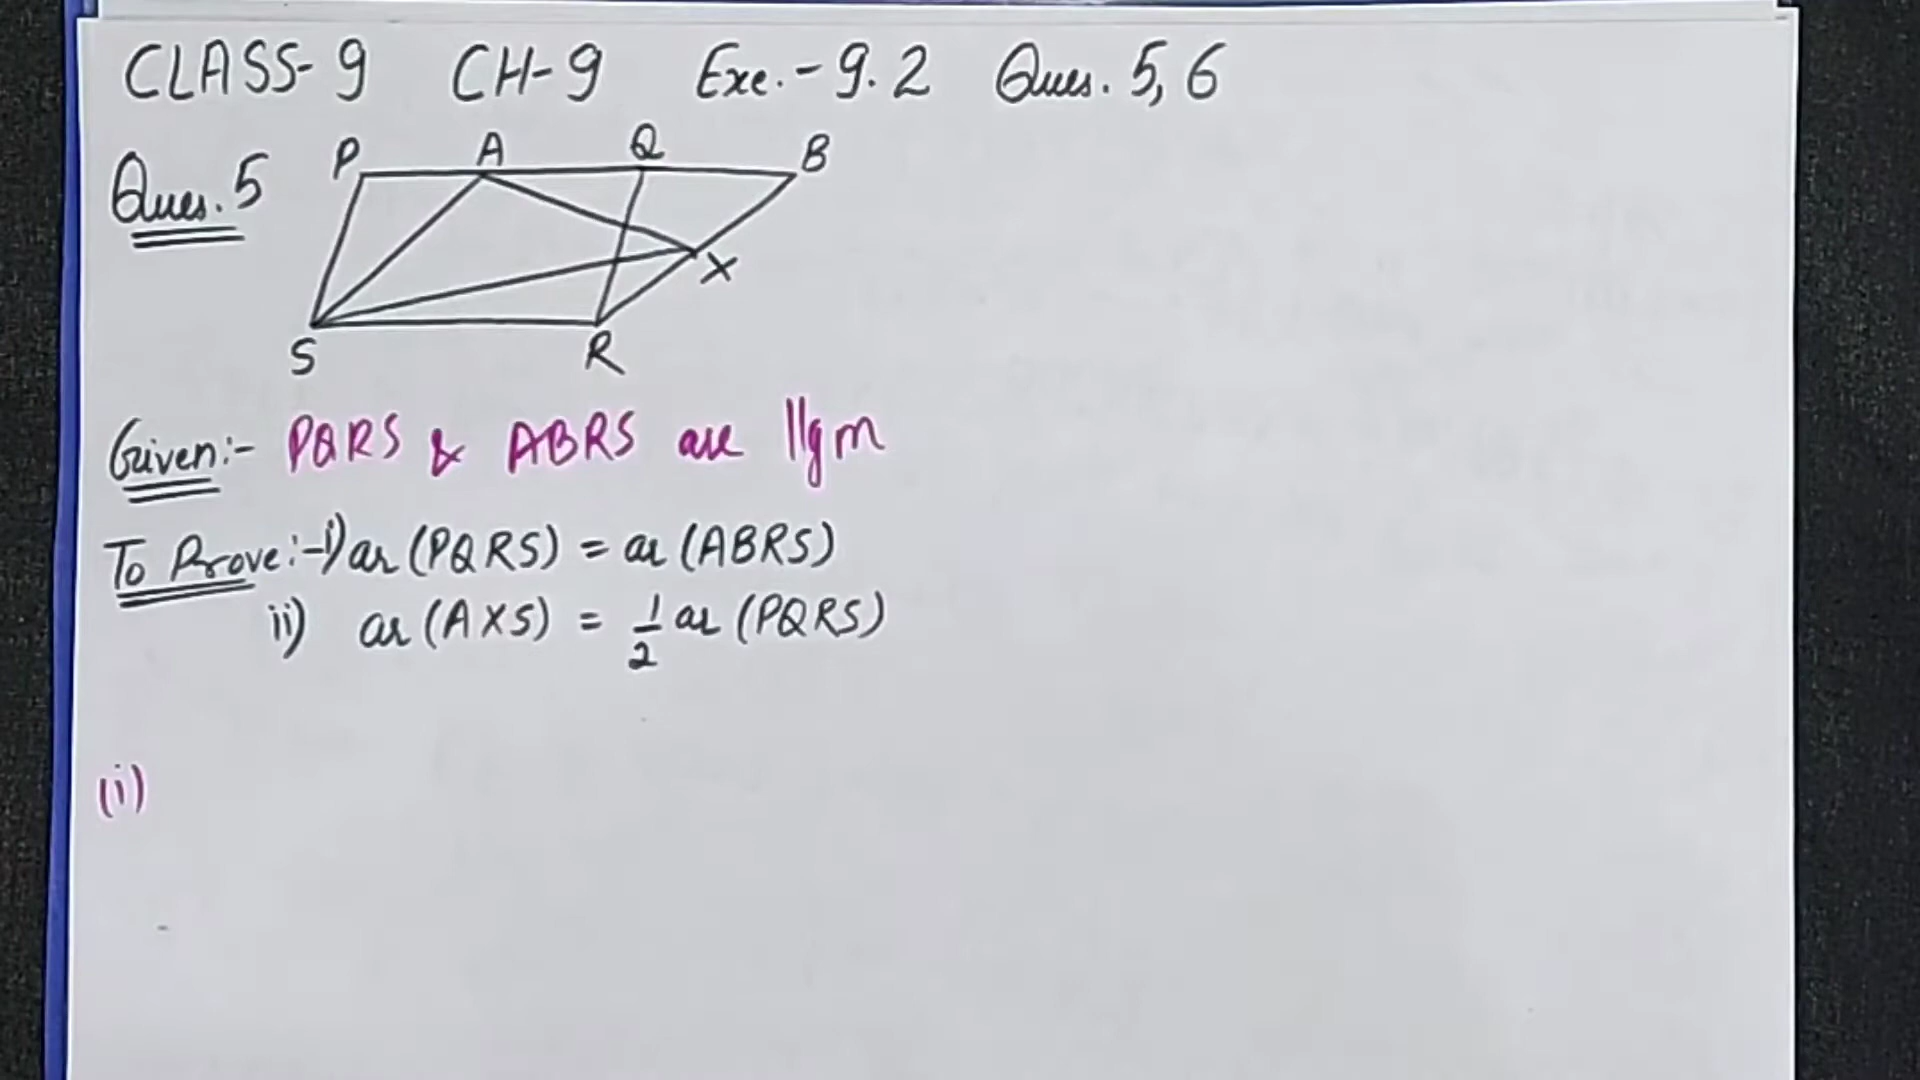 CLASS-9 CH-9 Exe.-9.2 Ques. 5, 6
Ques. 5
P A Q B
X
S R
Given:- PQRS & ABRS are ||gm
To Prove:- i) ar (PQRS) = ar (ABRS)
ii) ar (AXS) = 1/2 ar (PQRS)
(i)